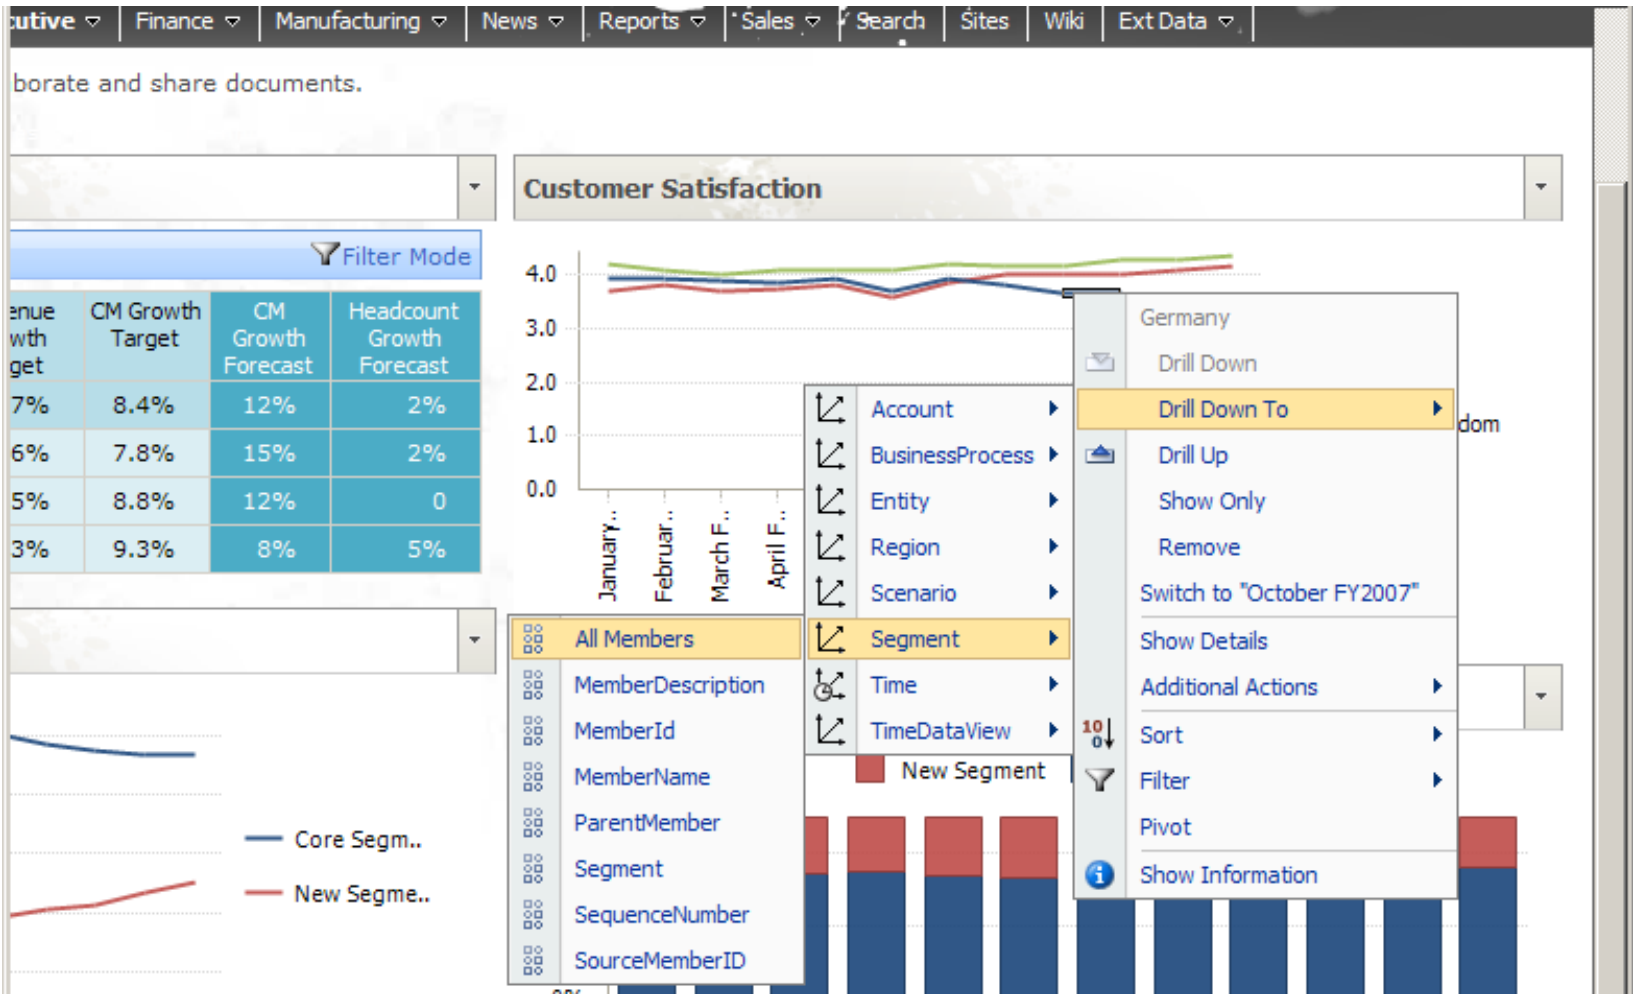 cutive Finance Manufacturing News Reports Sales Search Sites Wiki Ext Data
borate and share documents.
Customer Satisfaction
Filter Mode
enue
wth
get
CM Growth
Target
CM
Growth
Forecast
Headcount
Growth
Forecast
7% 8.4% 12% 2%
6% 7.8% 15% 2%
5% 8.8% 12% 0
3% 9.3% 8% 5%
4.0
3.0
2.0
1.0
0.0
January..
Februar..
March F..
April F..
dom
Germany
Drill Down
Drill Down To
Drill Up
Show Only
Remove
Switch to "October FY2007"
Show Details
Additional Actions
Sort
Filter
Pivot
Show Information
Account
BusinessProcess
Entity
Region
Scenario
Segment
Time
TimeDataView
All Members
MemberDescription
MemberId
MemberName
ParentMember
Segment
SequenceNumber
SourceMemberID
Core Segm..
New Segme..
New Segment